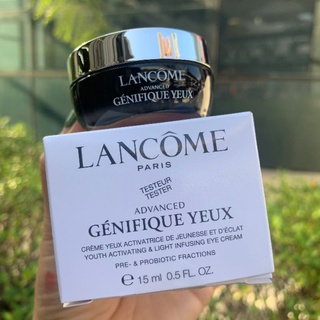 LANCÔME
ADVANCED
GÉNIFIQUE YEUX
LANCÔME
PARIS
TESTEUR
TESTER
ADVANCED
GÉNIFIQUE YEUX
CRÈME YEUX ACTIVATRICE DE JEUNESSE ET D'ÉCLAT
YOUTH ACTIVATING & LIGHT INFUSING EYE CREAM
PRE- & PROBIOTIC FRACTIONS
℮ 15 ml 0.5 FL. OZ.